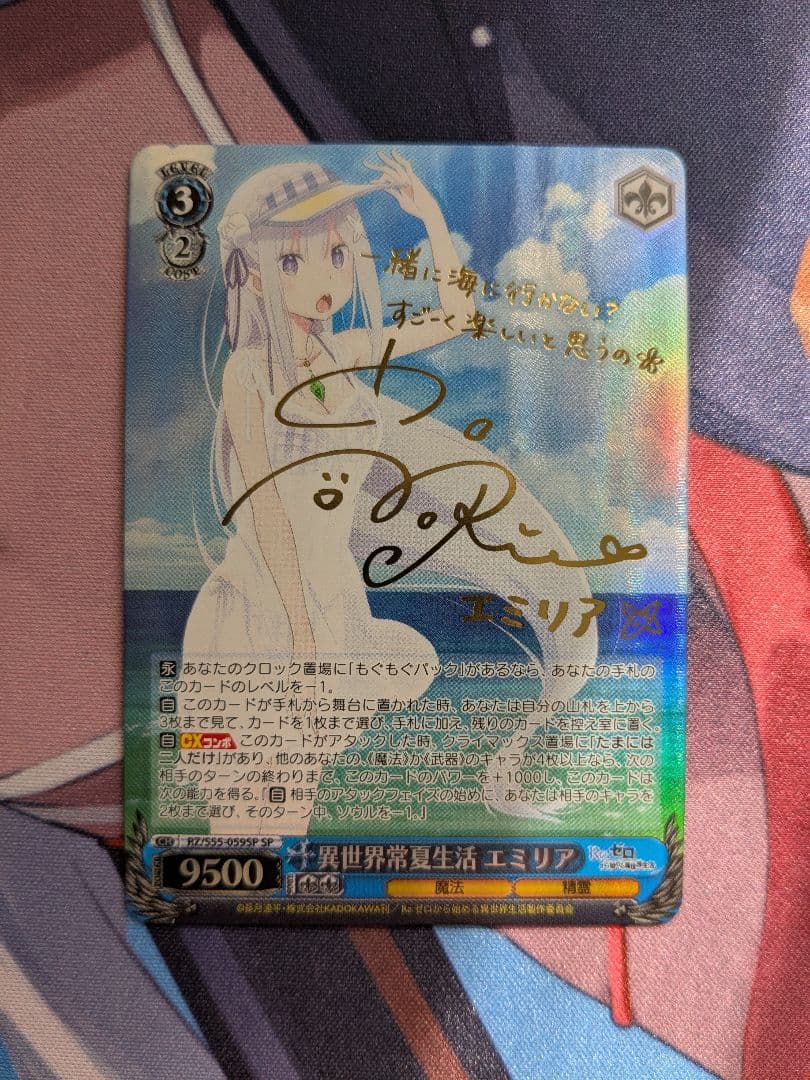 LEVEL
3
2
COST
一緒に海に行かない?
すごーく楽しいと思うの
エミリア
永 あなたのクロック置場に「もぐもぐパック」があるなら、あなたの手札の
このカードのレベルを－1。
自 このカードが手札から舞台に置かれた時、あなたは自分の山札を上から
3枚まで見て、カードを1枚まで選び、手札に加え、残りのカードを控え室に置く。
自 CXコンボ このカードがアタックした時、クライマックス置場に「たまには
二人だけ」があり、他のあなたの《魔法》か《武器》のキャラが4枚以上なら、次の
相手のターンの終わりまで、このカードのパワーを＋1000し、このカードは
次の能力を得る。『自 相手のアタックフェイズの始めに、あなたは相手のキャラを
2枚まで選び、そのターン中、ソウルを－1。』
CH RZ/S55-059SP SP
POWER 9500
異世界常夏生活 エミリア
Re:ゼロ
から始める異世界生活
魔法 精霊
©長月達平・株式会社KADOKAWA刊／Re:ゼロから始める異世界生活製作委員会